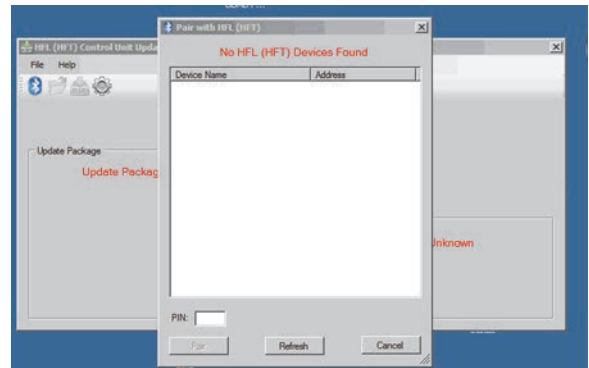 Pair with HFL (HFT)
HFL (HFT) Control Unit Upda
File Help
No HFL (HFT) Devices Found
Device Name Address
Update Package
Update Packag
Unknown
PIN:
Pair
Refresh
Cancel